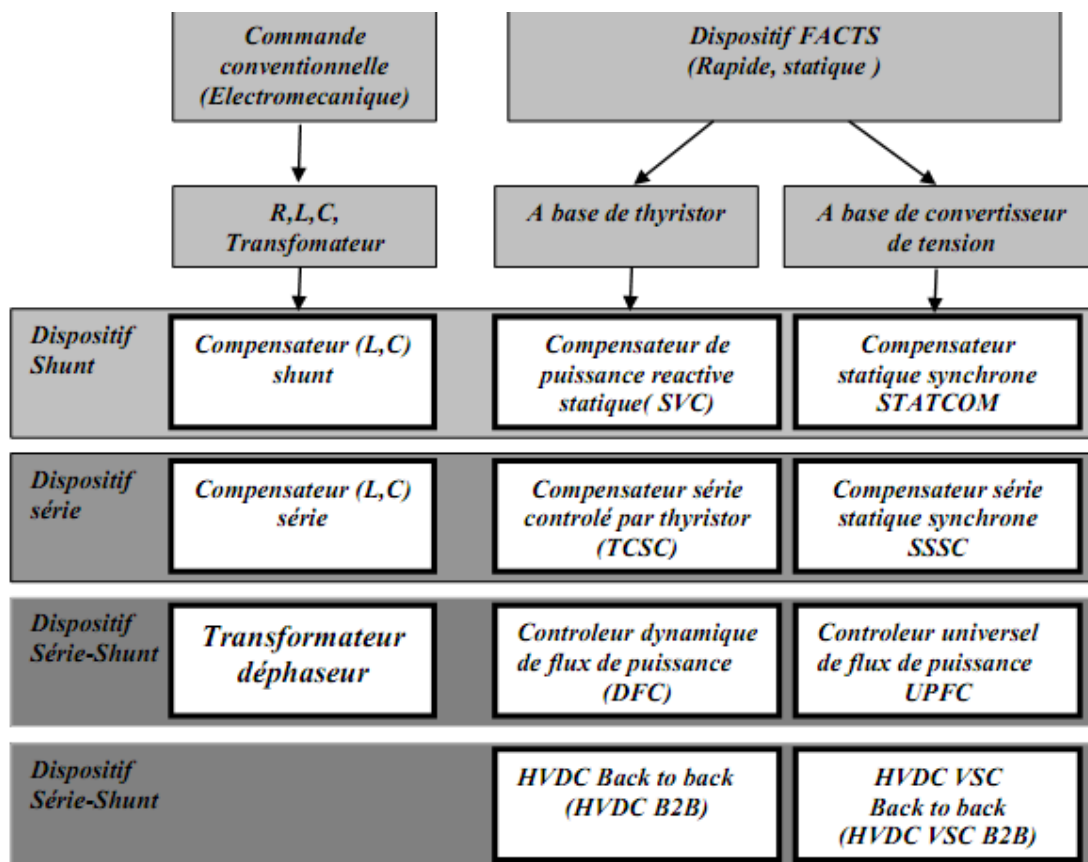 Commande
conventionnelle
(Electromecanique)
Dispositif FACTS
(Rapide, statique )
R,L,C,
Transfomateur
A base de thyristor
A base de convertisseur
de tension
Dispositif
Shunt
Compensateur (L,C)
shunt
Compensateur de
puissance reactive
statique( SVC)
Compensateur
statique synchrone
STATCOM
Dispositif
série
Compensateur (L,C)
série
Compensateur série
controlé par thyristor
(TCSC)
Compensateur série
statique synchrone
SSSC
Dispositif
Série-Shunt
Transformateur
déphaseur
Controleur dynamique
de flux de puissance
(DFC)
Controleur universel
de flux de puissance
UPFC
Dispositif
Série-Shunt
HVDC Back to back
(HVDC B2B)
HVDC VSC
Back to back
(HVDC VSC B2B)